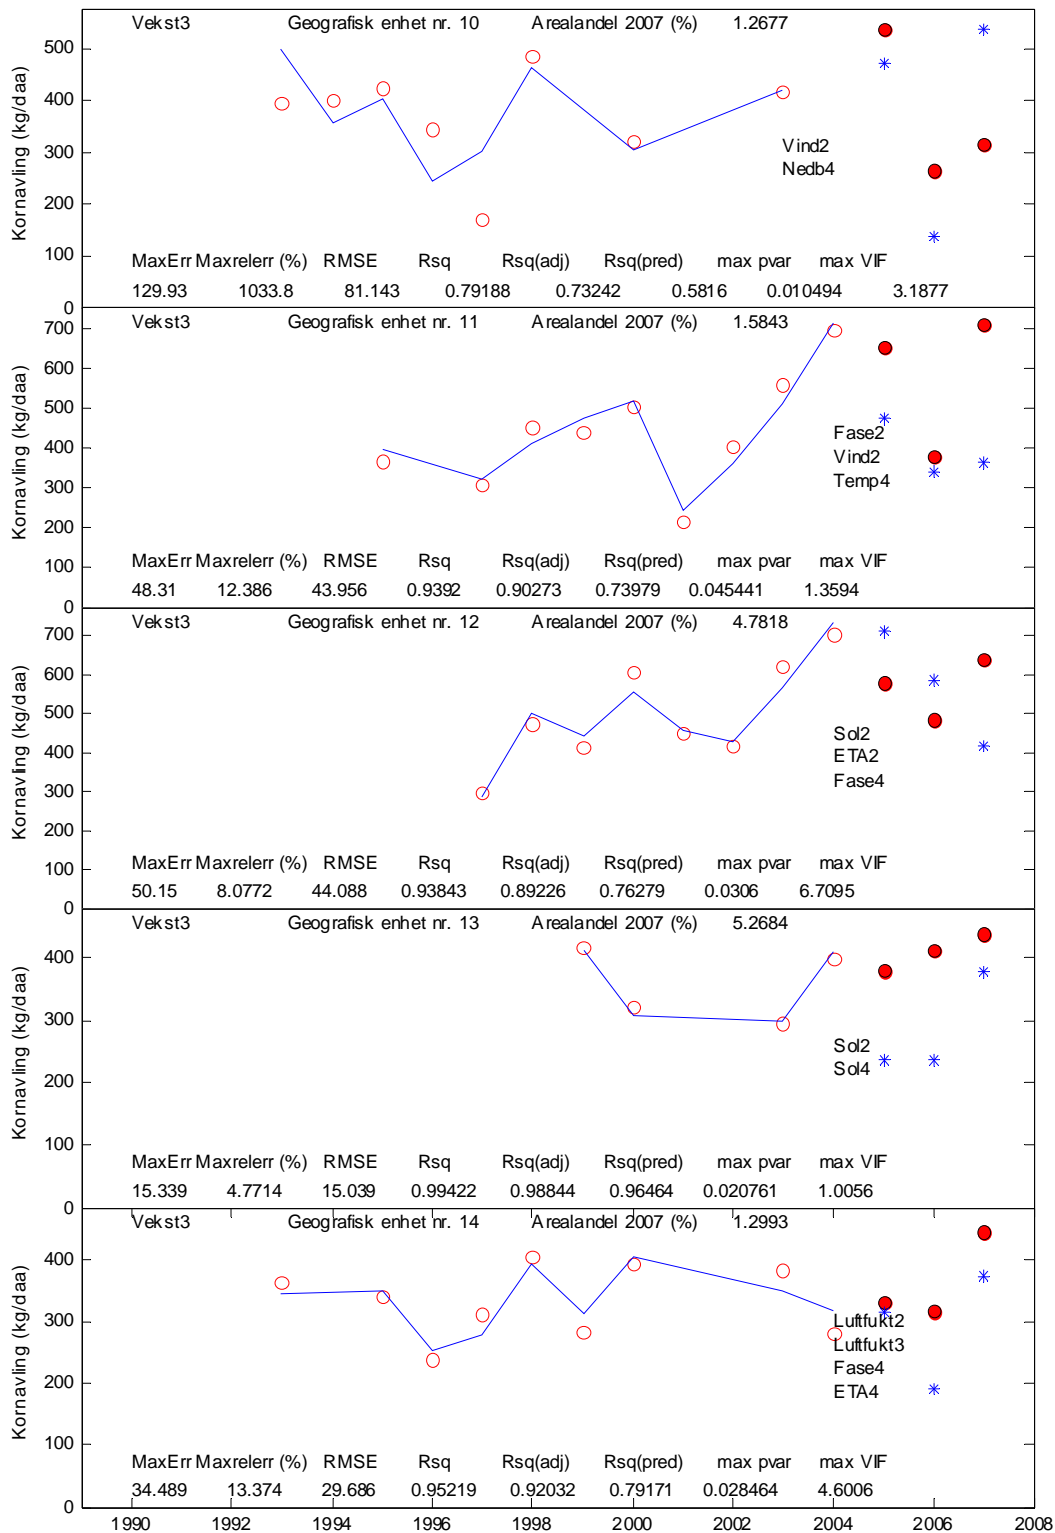 Vekst3 Geografisk enhet nr. 10 Arealandel 2007 (%) 1.2677
500
400
300
200
100
0
Kornavling (kg/daa)
Vind2
Nedb4
MaxErr Maxrelerr (%) RMSE Rsq Rsq(adj) Rsq(pred) max pvar max VIF
129.93 1033.8 81.143 0.79188 0.73242 0.5816 0.010494 3.1877
Vekst3 Geografisk enhet nr. 11 Arealandel 2007 (%) 1.5843
700
600
500
400
300
200
100
0
Kornavling (kg/daa)
Fase2
Vind2
Temp4
MaxErr Maxrelerr (%) RMSE Rsq Rsq(adj) Rsq(pred) max pvar max VIF
48.31 12.386 43.956 0.9392 0.90273 0.73979 0.045441 1.3594
Vekst3 Geografisk enhet nr. 12 Arealandel 2007 (%) 4.7818
700
600
500
400
300
200
100
0
Kornavling (kg/daa)
Sol2
ETA2
Fase4
MaxErr Maxrelerr (%) RMSE Rsq Rsq(adj) Rsq(pred) max pvar max VIF
50.15 8.0772 44.088 0.93843 0.89226 0.76279 0.0306 6.7095
Vekst3 Geografisk enhet nr. 13 Arealandel 2007 (%) 5.2684
400
300
200
100
0
Kornavling (kg/daa)
Sol2
Sol4
MaxErr Maxrelerr (%) RMSE Rsq Rsq(adj) Rsq(pred) max pvar max VIF
15.339 4.7714 15.039 0.99422 0.98844 0.96464 0.020761 1.0056
Vekst3 Geografisk enhet nr. 14 Arealandel 2007 (%) 1.2993
400
300
200
100
0
Kornavling (kg/daa)
Luftfukt2
Luftfukt3
Fase4
ETA4
MaxErr Maxrelerr (%) RMSE Rsq Rsq(adj) Rsq(pred) max pvar max VIF
34.489 13.374 29.686 0.95219 0.92032 0.79171 0.028464 4.6006
1990 1992 1994 1996 1998 2000 2002 2004 2006 2008